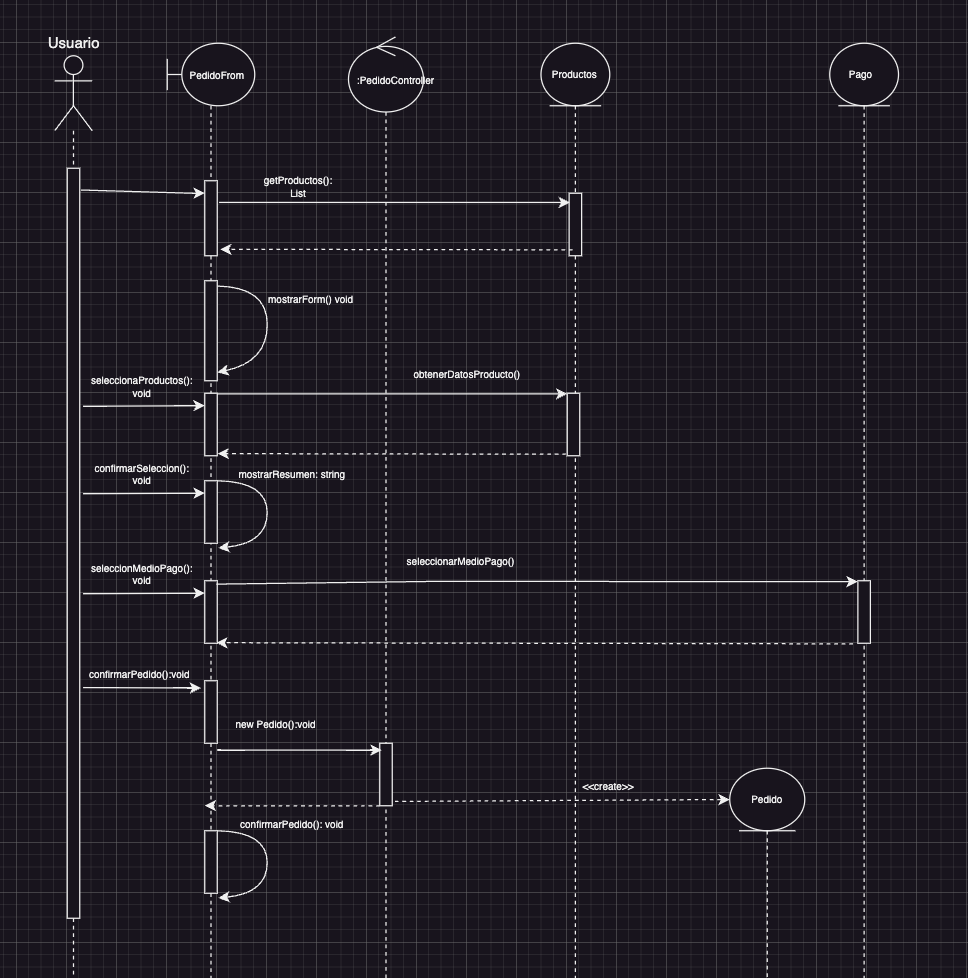 Usuario
PedidoFrom
:PedidoController
Productos
Pago
getProductos():
List
mostrarForm() void
seleccionaProductos():
void
obtenerDatosProducto()
confirmarSeleccion():
void
mostrarResumen: string
seleccionMedioPago():
void
seleccionarMedioPago()
confirmarPedido():void
new Pedido():void
<<create>>
Pedido
confirmarPedido(): void